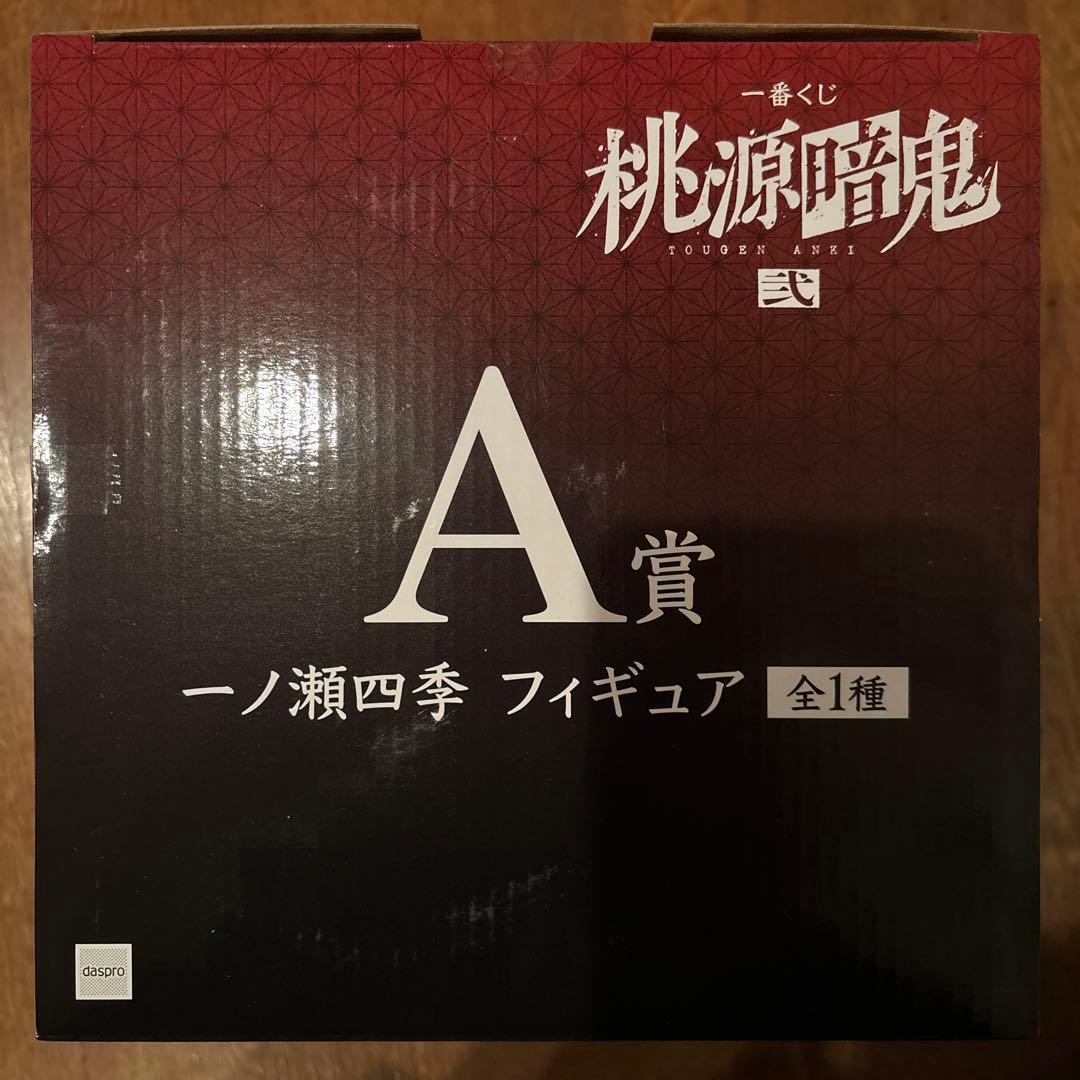 一番くじ
桃源暗鬼
TOUGEN ANKI
弐
A賞
一ノ瀬四季 フィギュア 全1種
daspro